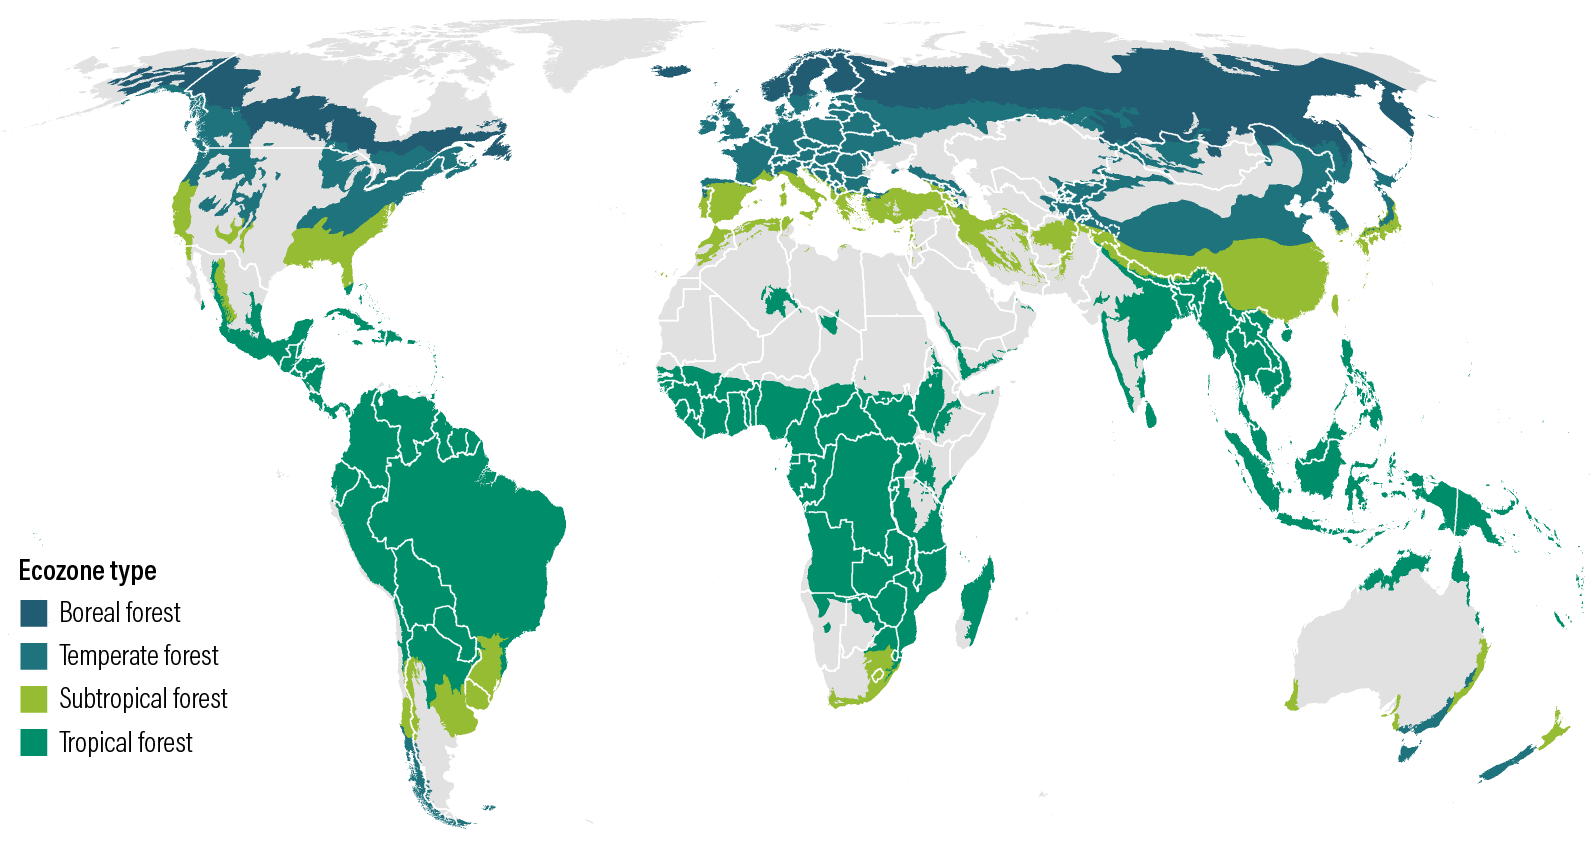 Ecozone type
Boreal forest
Temperate forest
Subtropical forest
Tropical forest